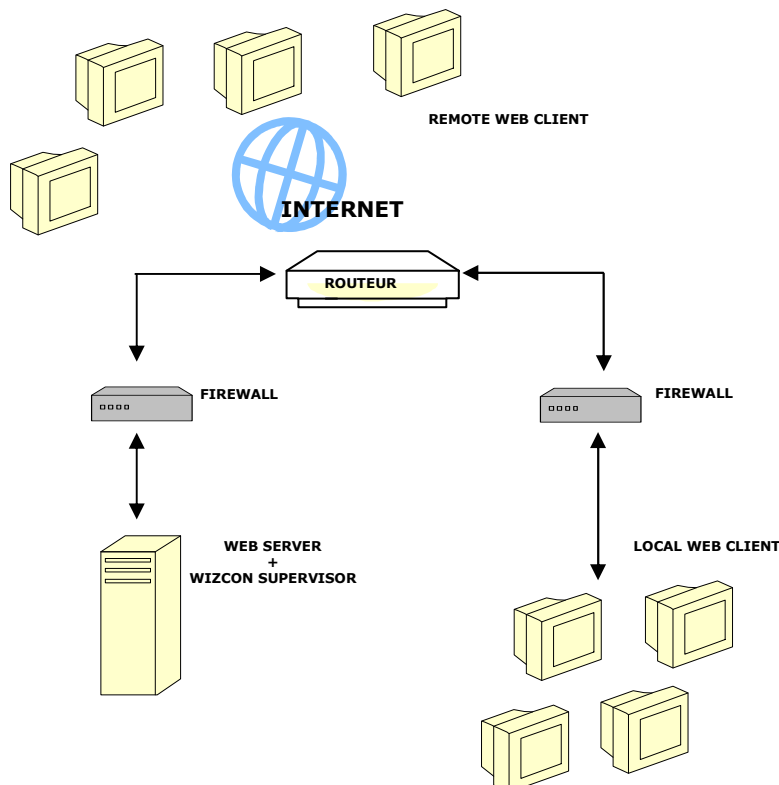 REMOTE WEB CLIENT
INTERNET
ROUTEUR
FIREWALL
FIREWALL
WEB SERVER
+
WIZCON SUPERVISOR
LOCAL WEB CLIENT